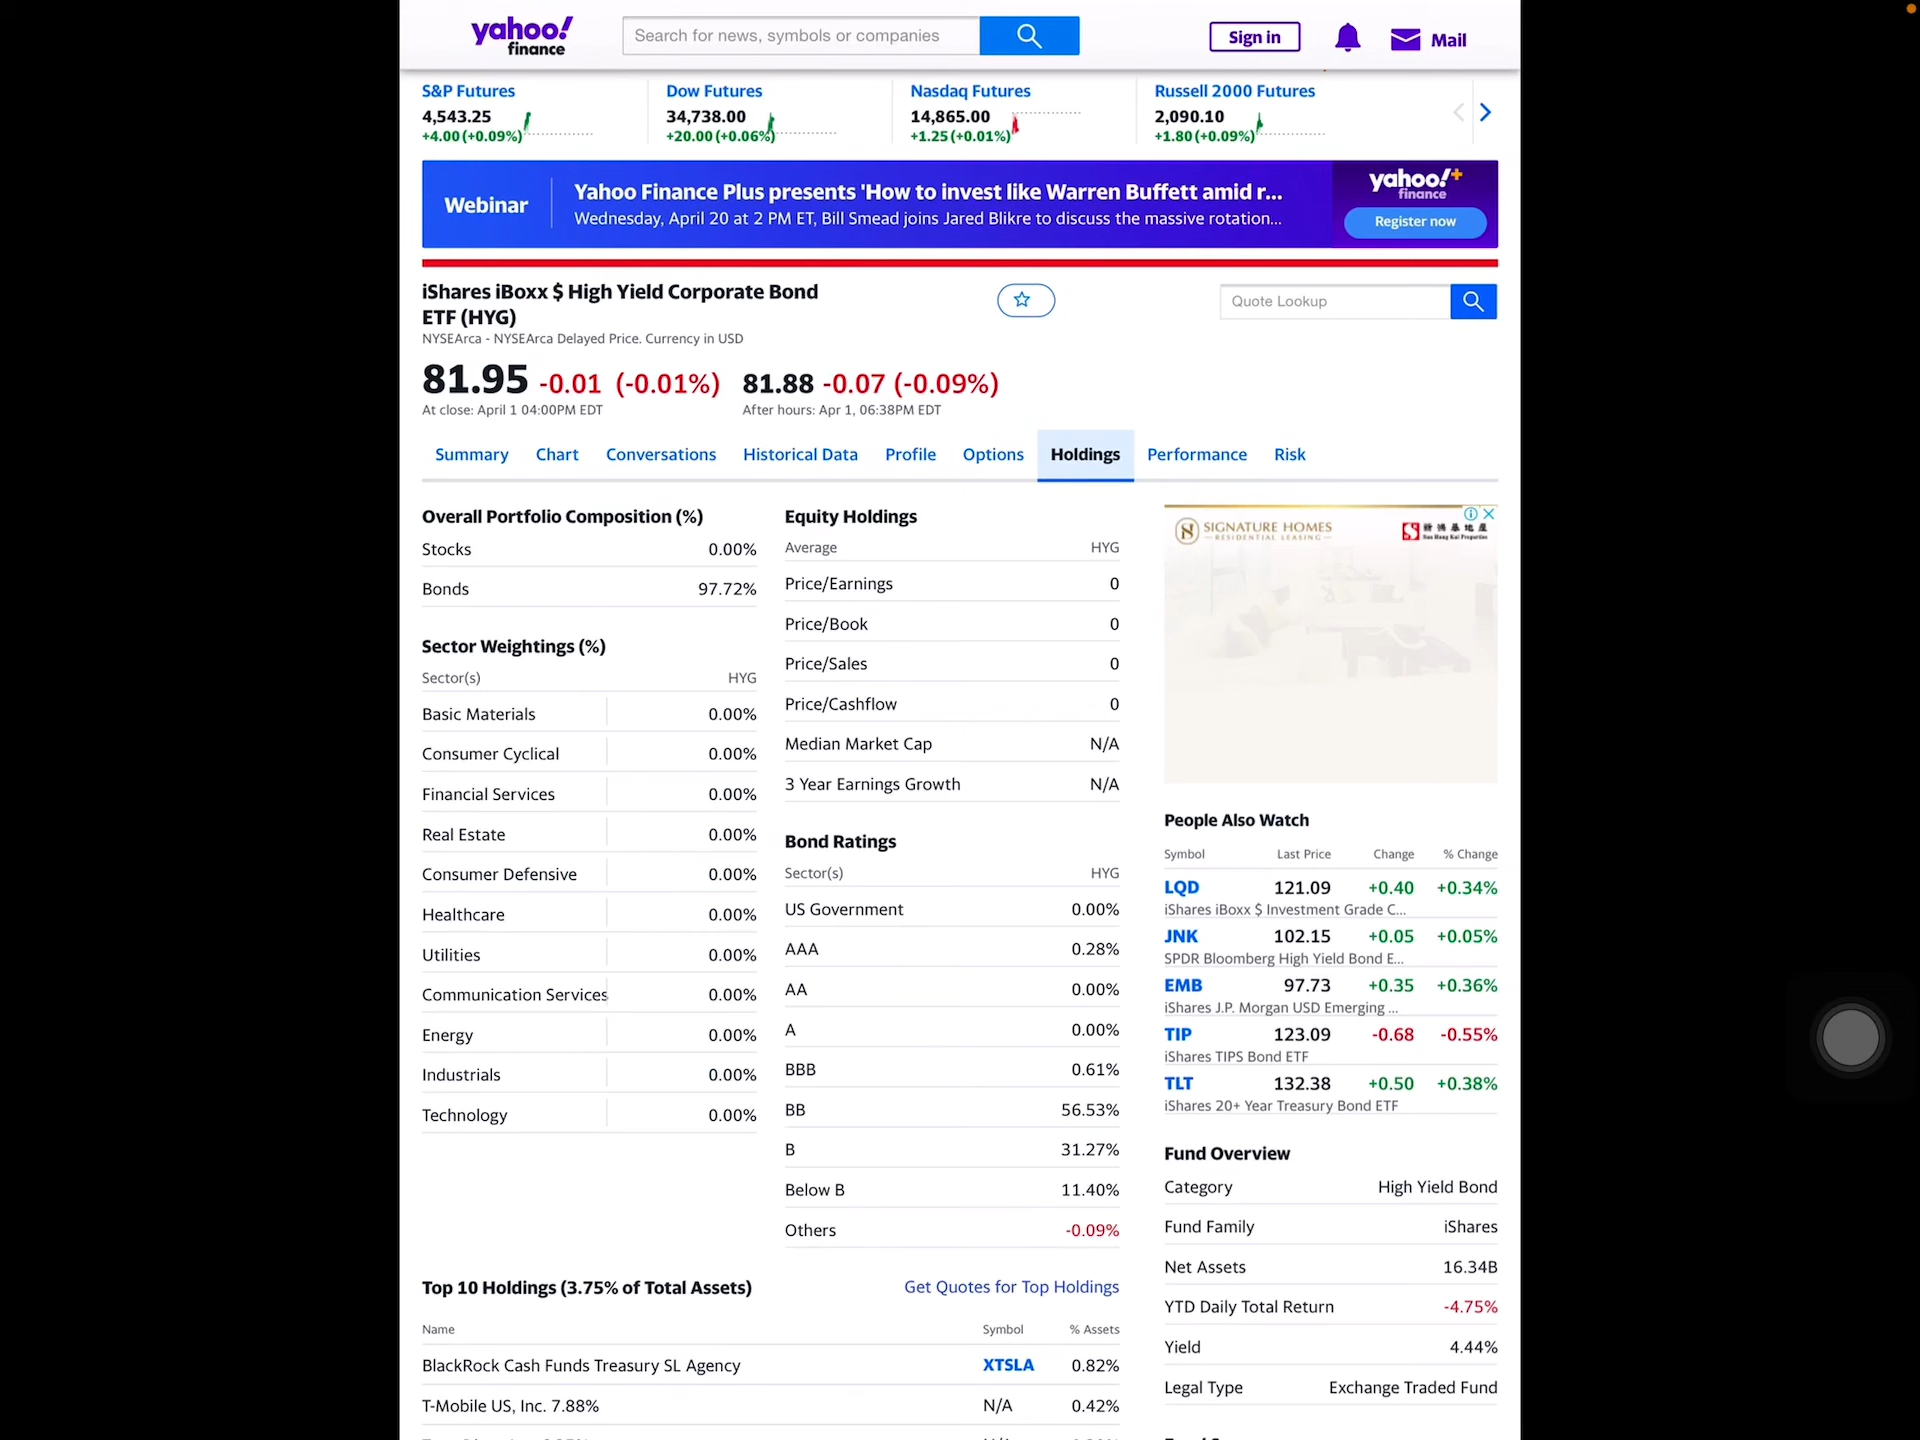 yahoo!
finance
Search for news, symbols or companies
Sign in
Mail
S&P Futures
4,543.25
+4.00 (+0.09%)
Dow Futures
34,738.00
+20.00 (+0.06%)
Nasdaq Futures
14,865.00
+1.25 (+0.01%)
Russell 2000 Futures
2,090.10
+1.80 (+0.09%)
Webinar
Yahoo Finance Plus presents 'How to invest like Warren Buffett amid r...
Wednesday, April 20 at 2 PM ET, Bill Smead joins Jared Blikre to discuss the massive rotation...
yahoo!+
finance
Register now
iShares iBoxx $ High Yield Corporate Bond
ETF (HYG)
NYSEArca - NYSEArca Delayed Price. Currency in USD
Quote Lookup
81.95 -0.01 (-0.01%) 81.88 -0.07 (-0.09%)
At close: April 1 04:00PM EDT
After hours: Apr 1, 06:38PM EDT
Summary Chart Conversations Historical Data Profile Options Holdings Performance Risk
Overall Portfolio Composition (%)
Stocks 0.00%
Bonds 97.72%
Sector Weightings (%)
Sector(s) HYG
Basic Materials 0.00%
Consumer Cyclical 0.00%
Financial Services 0.00%
Real Estate 0.00%
Consumer Defensive 0.00%
Healthcare 0.00%
Utilities 0.00%
Communication Services 0.00%
Energy 0.00%
Industrials 0.00%
Technology 0.00%
Equity Holdings
Average HYG
Price/Earnings 0
Price/Book 0
Price/Sales 0
Price/Cashflow 0
Median Market Cap N/A
3 Year Earnings Growth N/A
Bond Ratings
Sector(s) HYG
US Government 0.00%
AAA 0.28%
AA 0.00%
A 0.00%
BBB 0.61%
BB 56.53%
B 31.27%
Below B 11.40%
Others -0.09%
Top 10 Holdings (3.75% of Total Assets)
Get Quotes for Top Holdings
Name Symbol % Assets
BlackRock Cash Funds Treasury SL Agency XTSLA 0.82%
T-Mobile US, Inc. 7.88% N/A 0.42%
SIGNATURE HOMES
RESIDENTIAL LEASING
新鴻基地產
Sun Hung Kai Properties
People Also Watch
Symbol Last Price Change % Change
LQD 121.09 +0.40 +0.34%
iShares iBoxx $ Investment Grade C...
JNK 102.15 +0.05 +0.05%
SPDR Bloomberg High Yield Bond E...
EMB 97.73 +0.35 +0.36%
iShares J.P. Morgan USD Emerging ...
TIP 123.09 -0.68 -0.55%
iShares TIPS Bond ETF
TLT 132.38 +0.50 +0.38%
iShares 20+ Year Treasury Bond ETF
Fund Overview
Category High Yield Bond
Fund Family iShares
Net Assets 16.34B
YTD Daily Total Return -4.75%
Yield 4.44%
Legal Type Exchange Traded Fund